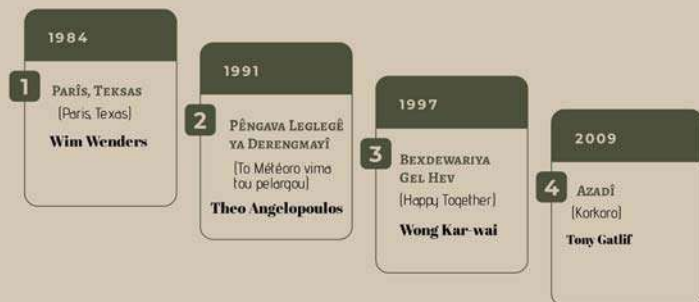 1984
1
PARÎS, TEKSAS
(Paris, Texas)
Wim Wenders
1991
2
PÊNGAVA LEGLEGÊ
YA DERENGMAYÎ
(To Météoro vima
tou pelargou)
Theo Angelopoulos
1997
3
BEXDEWARIYA
GEL HEV
(Happy Together)
Wong Kar-wai
2009
4
AZADÎ
(Korkoro)
Tony Gatlif